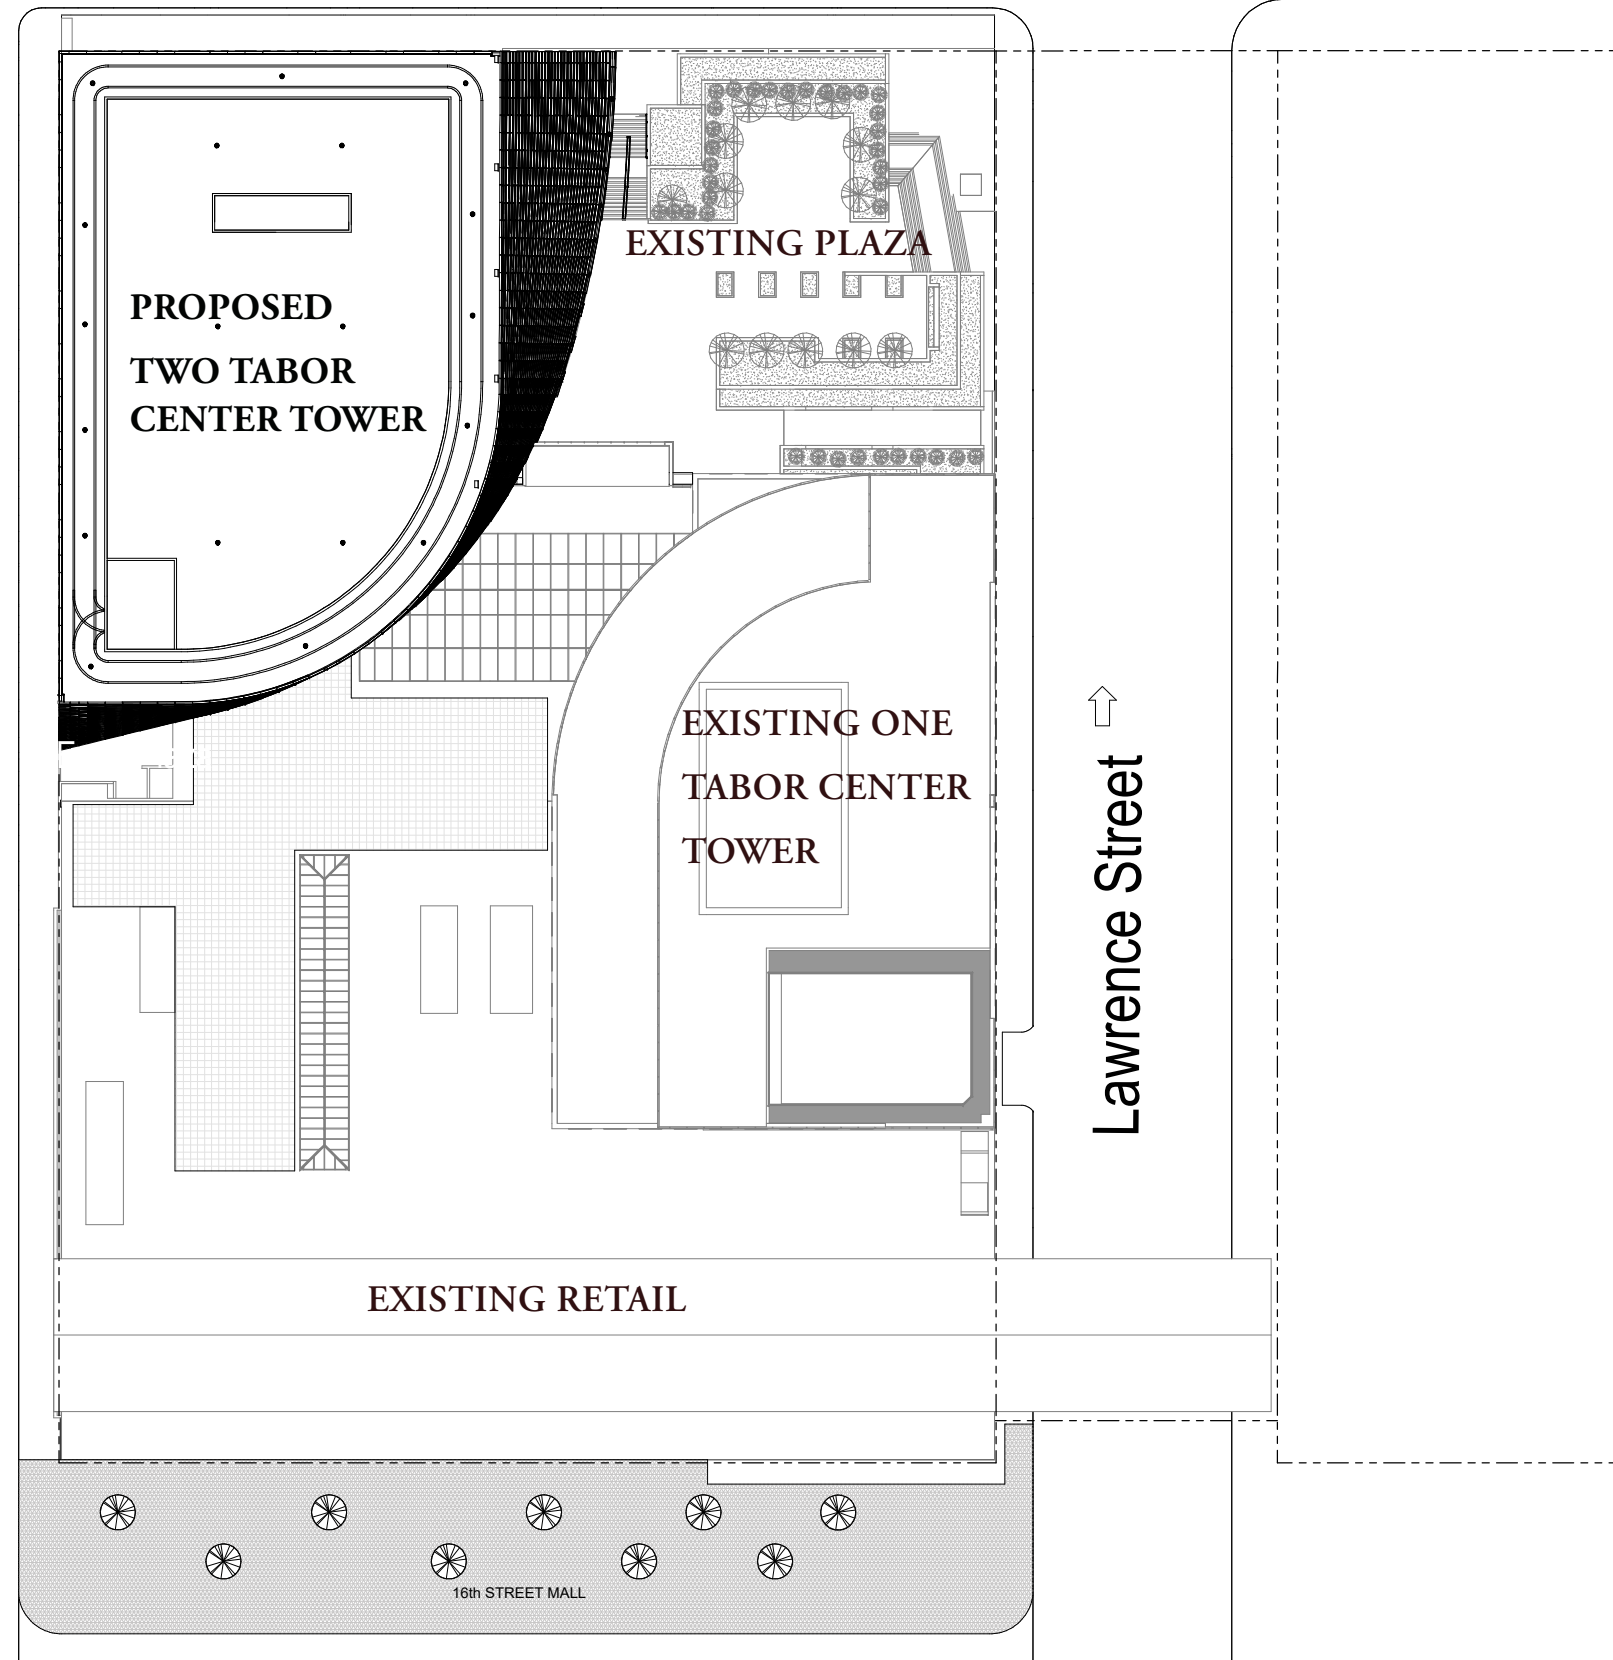 EXISTING PLAZA
PROPOSED
TWO TABOR
CENTER TOWER
EXISTING ONE
TABOR CENTER
TOWER
Lawrence Street
EXISTING RETAIL
16th STREET MALL